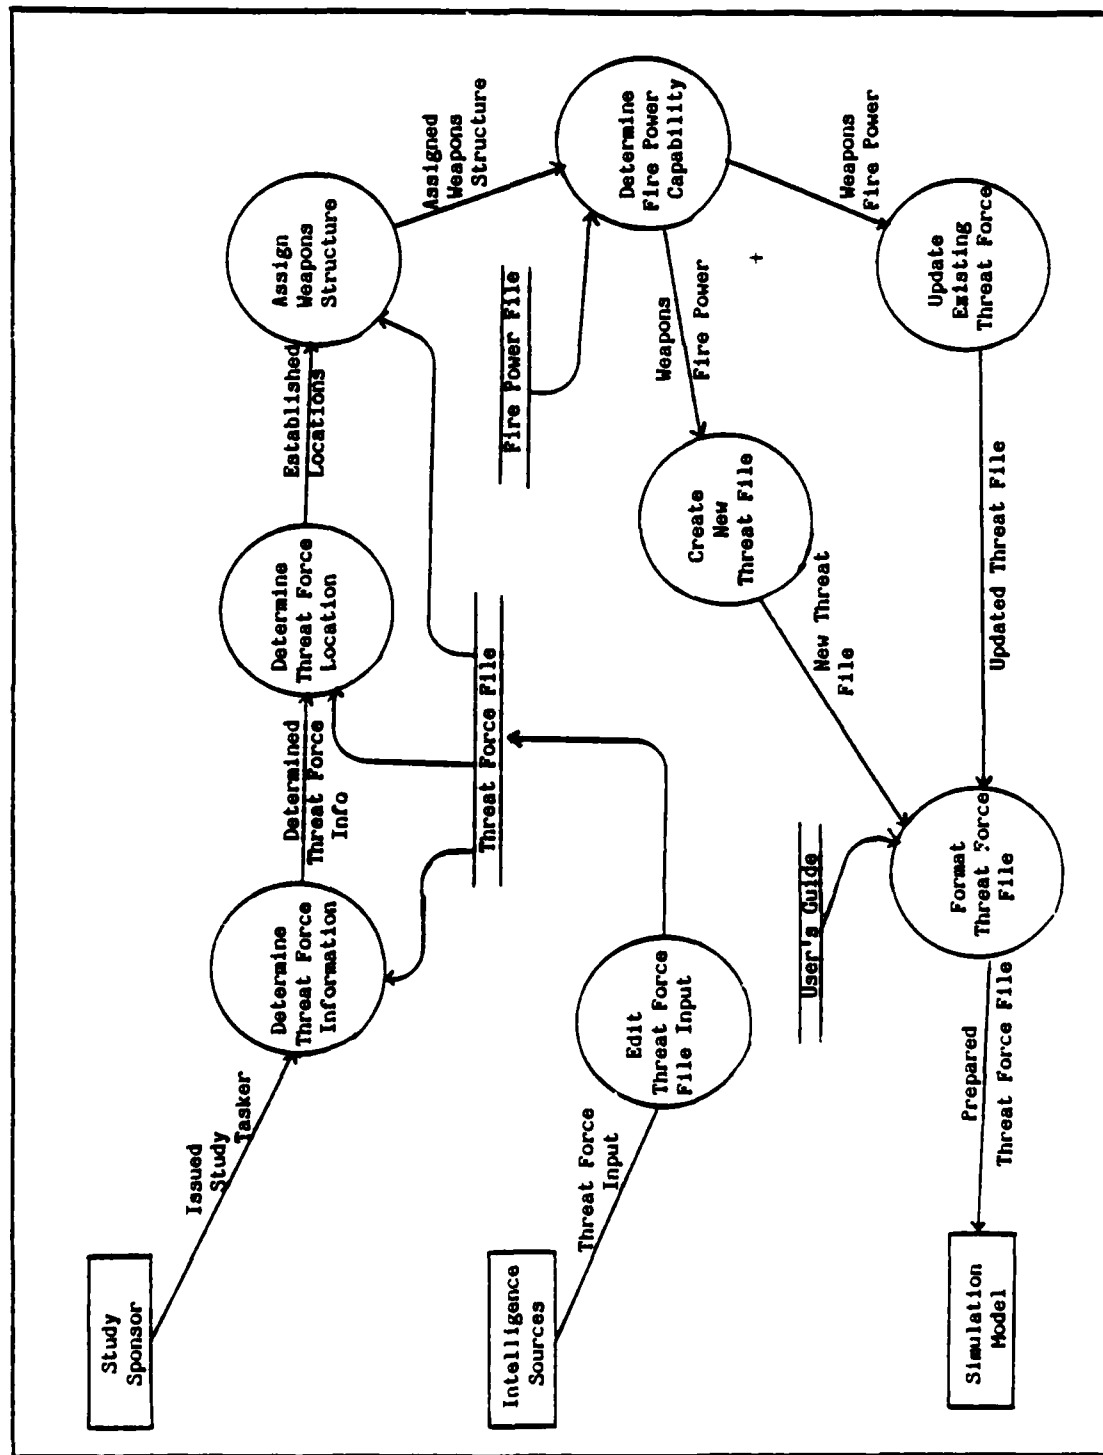 Study
Sponsor
Issued
Study
Tasker
Determine
Threat Force
Information
Determined
Threat Force
Info
Determine
Threat Force
Location
Established
Locations
Assign
Weapons
Structure
Assigned
Weapons
Structure
Intelligence
Sources
Threat Force
Input
Edit
Threat Force
File Input
Threat Force File
Fire Power File
Determine
Fire Power
Capability
Weapons
Fire Power
Create
New
Threat File
New Threat
File
Weapons
Fire Power
+
Update
Existing
Threat Force
Updated Threat File
User's Guide
Format
Threat Force
File
Prepared
Threat Force File
Simulation
Model